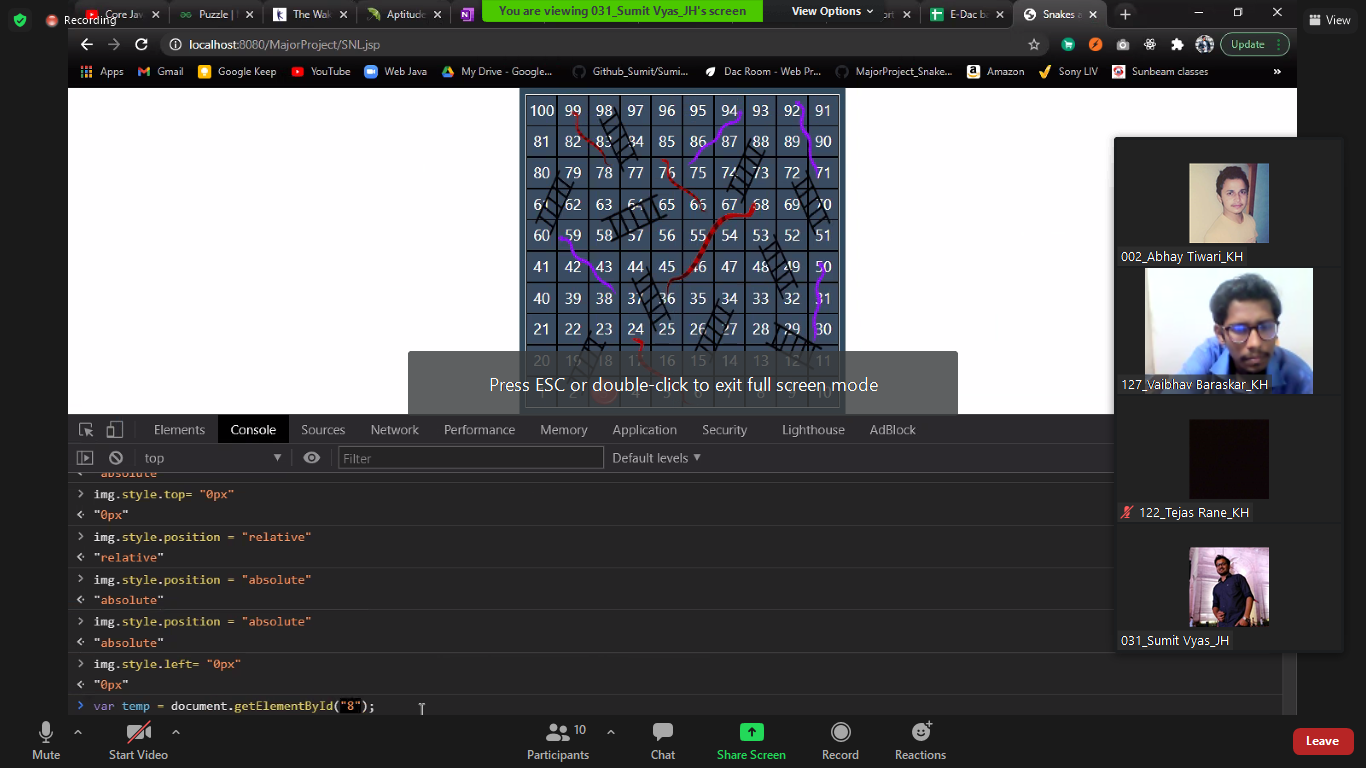 Recording
Core Jav
Puzzle |
The Wak
Aptitude
You are viewing 031_Sumit Vyas_JH's screen
View Options
E-Dac ba
Snakes a
View
localhost:8080/MajorProject/SNL.jsp
Update
Apps
Gmail
Google Keep
YouTube
Web Java
My Drive - Google...
Github_Sumit/Sumi...
Dac Room - Web Pr...
MajorProject_Snake...
Amazon
Sony LIV
Sunbeam classes
»
100 99 98 97 96 95 94 93 92 91
81 82 83 84 85 86 87 88 89 90
80 79 78 77 76 75 74 73 72 71
61 62 63 64 65 66 67 68 69 70
60 59 58 57 56 55 54 53 52 51
41 42 43 44 45 46 47 48 49 50
40 39 38 37 36 35 34 33 32 31
21 22 23 24 25 26 27 28 29 30
20 19 18 17 14 13 12 11
1 2 4 5 6 7 8 9 10
Press ESC or double-click to exit full screen mode
002_Abhay Tiwari_KH
127_Vaibhav Baraskar_KH
122_Tejas Rane_KH
031_Sumit Vyas_JH
Elements Console Sources Network Performance Memory Application Security Lighthouse AdBlock
top
Filter
Default levels
"absolute"
> img.style.top= "0px"
"0px"
> img.style.position = "relative"
"relative"
> img.style.position = "absolute"
"absolute"
> img.style.position = "absolute"
"absolute"
> img.style.left= "0px"
"0px"
> var temp = document.getElementById("8");
Mute
Start Video
Participants
10
Chat
Share Screen
Record
Reactions
Leave